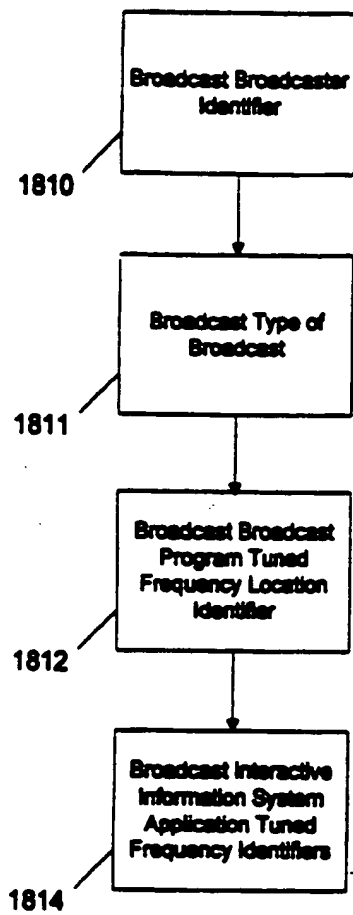 Broadcast Broadcaster
Identifier
1810
Broadcast Type of
Broadcast
1811
Broadcast Broadcast
Program Tuned
Frequency Location
Identifier
1812
Broadcast Interactive
Information System
Application Tuned
Frequency Identifiers
1814